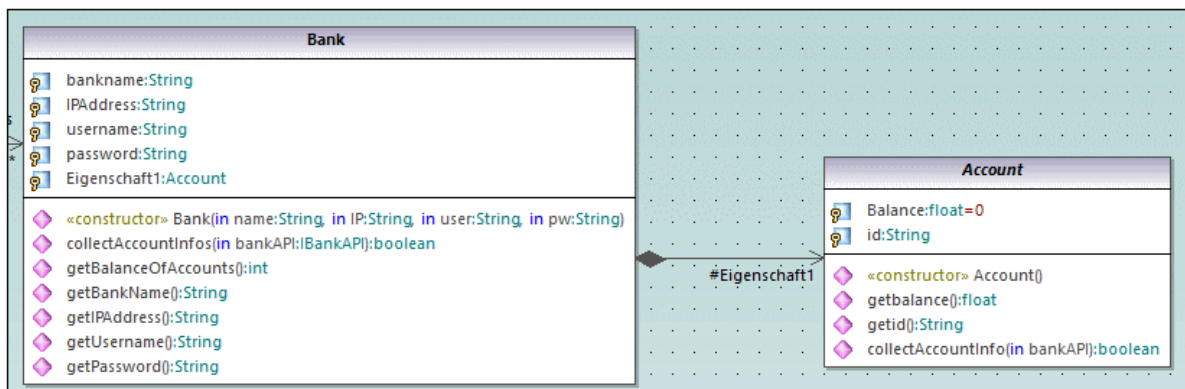 Bank
bankname:String
IPAddress:String
username:String
password:String
Eigenschaft1:Account
«constructor» Bank(in name:String, in IP:String, in user:String, in pw:String)
collectAccountInfos(in bankAPI:IBankAPI):boolean
getBalanceOfAccounts():int
getBankName():String
getIPAddress():String
getUsername():String
getPassword():String
s
*
#Eigenschaft1
Account
Balance:float=0
id:String
«constructor» Account()
getbalance():float
getid():String
collectAccountInfo(in bankAPI):boolean